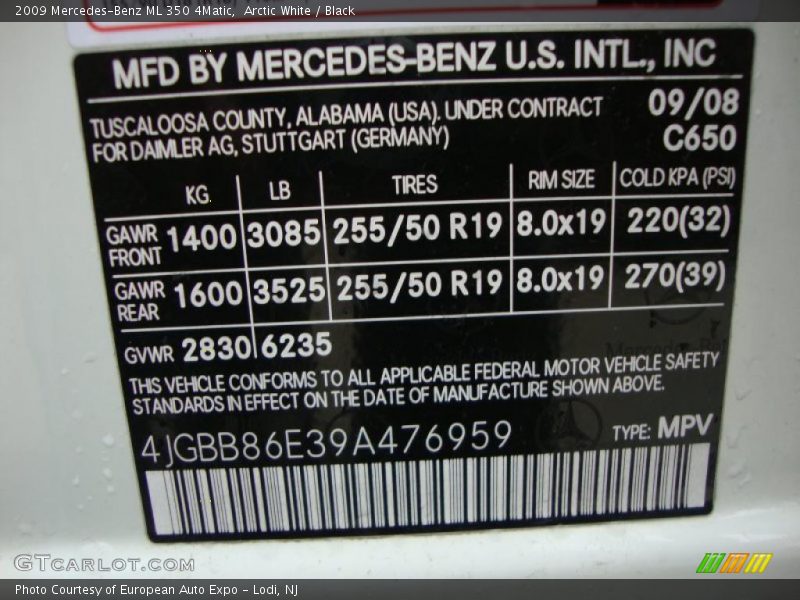 2009 Mercedes-Benz ML 350 4Matic, Arctic White / Black
MFD BY MERCEDES-BENZ U.S. INTL., INC
TUSCALOOSA COUNTY, ALABAMA (USA). UNDER CONTRACT 09/08
FOR DAIMLER AG, STUTTGART (GERMANY) C650
KG LB TIRES RIM SIZE COLD KPA (PSI)
GAWR FRONT 1400 3085 255/50 R19 8.0x19 220(32)
GAWR REAR 1600 3525 255/50 R19 8.0x19 270(39)
GVWR 2830 6235
THIS VEHICLE CONFORMS TO ALL APPLICABLE FEDERAL MOTOR VEHICLE SAFETY
STANDARDS IN EFFECT ON THE DATE OF MANUFACTURE SHOWN ABOVE.
4JGBB86E39A476959 TYPE: MPV
GTCARLOT.COM
Photo Courtesy of European Auto Expo - Lodi, NJ